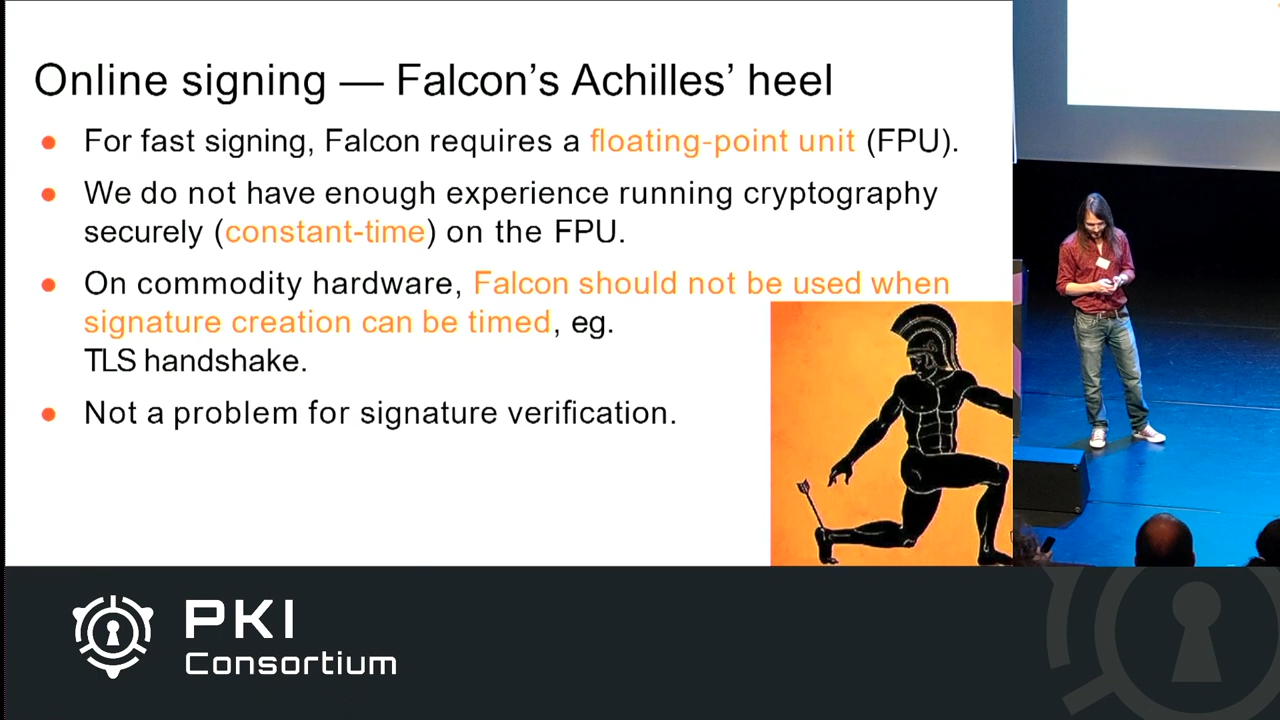 Online signing — Falcon's Achilles' heel
● For fast signing, Falcon requires a floating-point unit (FPU).
● We do not have enough experience running cryptography
securely (constant-time) on the FPU.
● On commodity hardware, Falcon should not be used when
signature creation can be timed, eg.
TLS handshake.
● Not a problem for signature verification.
PKI
Consortium